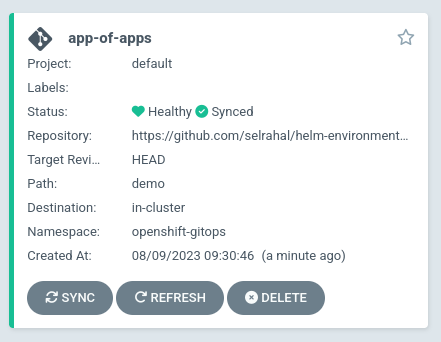 app-of-apps
Project: default
Labels:
Status: Healthy Synced
Repository: https://github.com/selrahal/helm-environment...
Target Revi... HEAD
Path: demo
Destination: in-cluster
Namespace: openshift-gitops
Created At: 08/09/2023 09:30:46 (a minute ago)
SYNC REFRESH DELETE